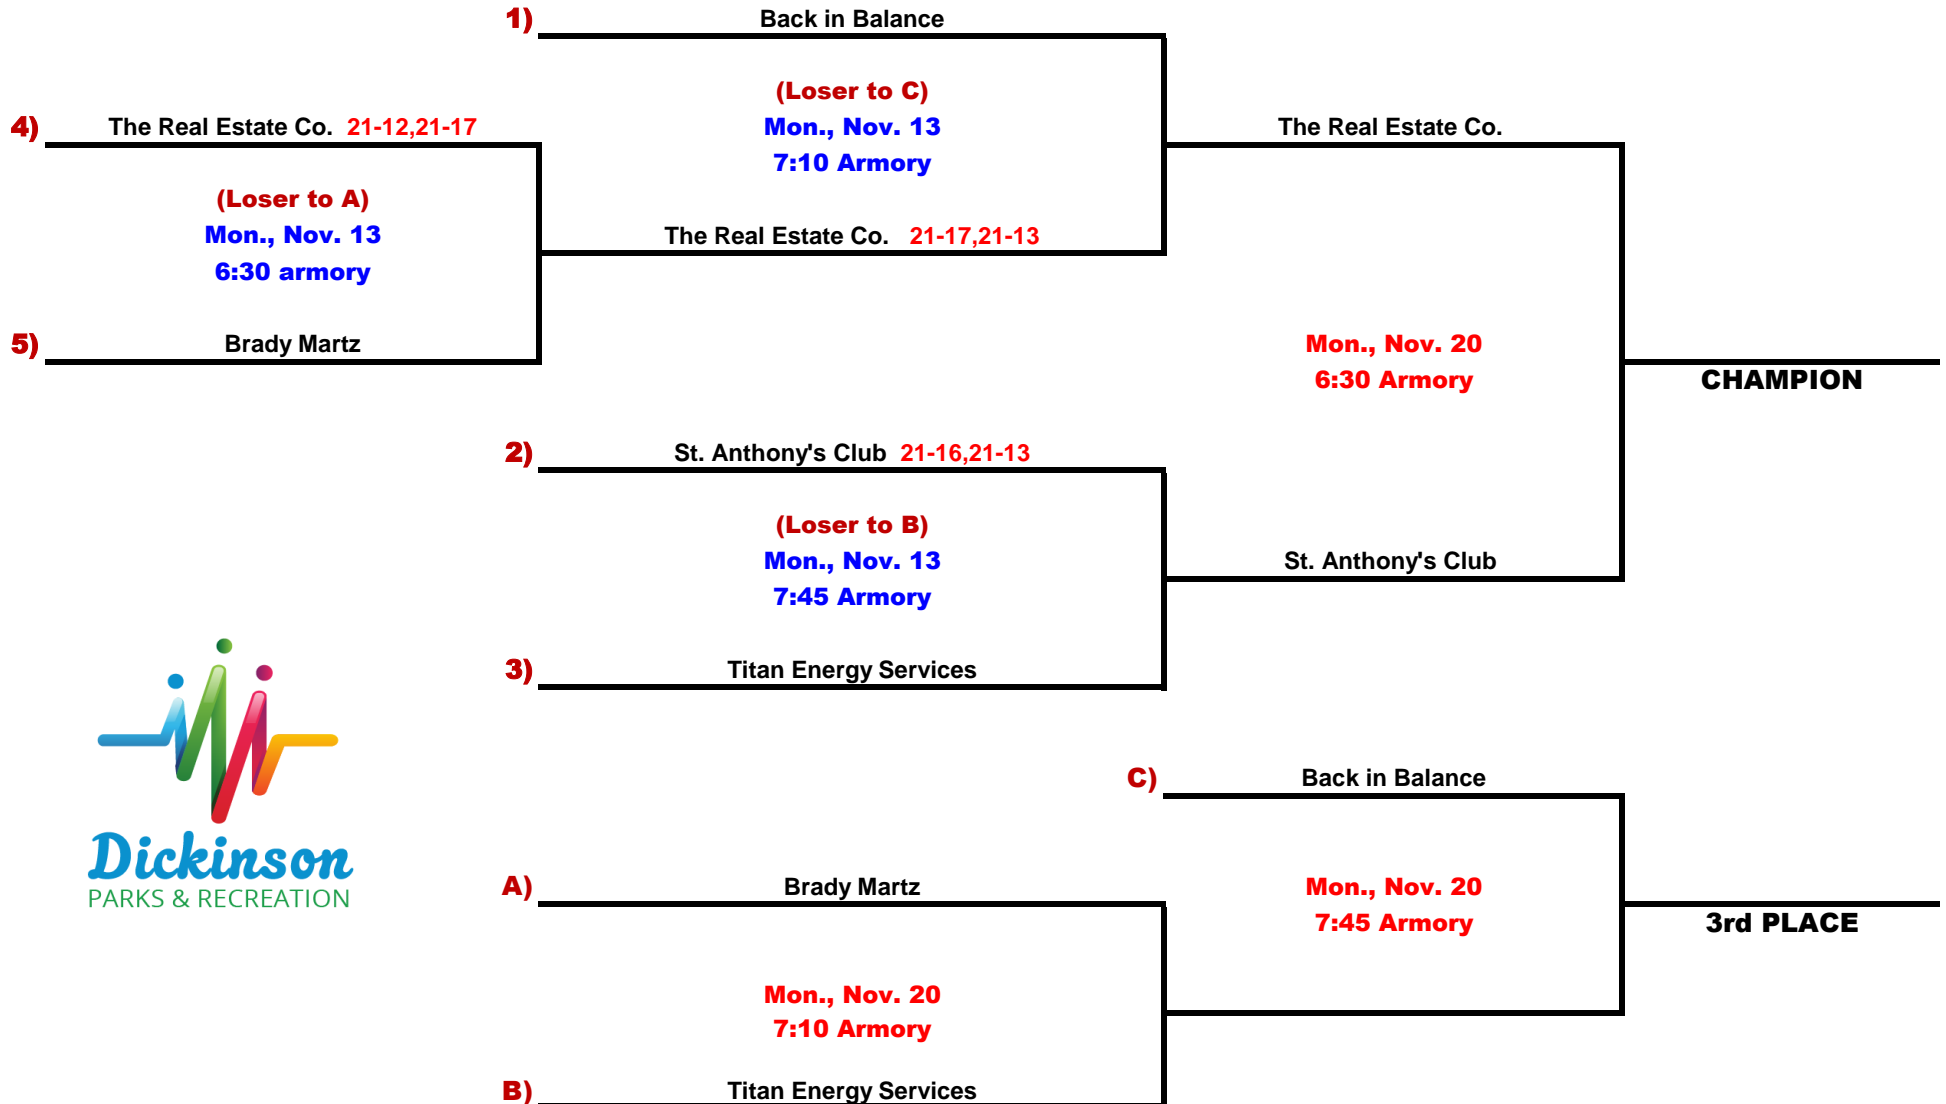 1) Back in Balance
(Loser to C)
4) The Real Estate Co. 21-12,21-17
Mon., Nov. 13
The Real Estate Co.
7:10 Armory
(Loser to A)
Mon., Nov. 13
The Real Estate Co. 21-17,21-13
6:30 armory
5) Brady Martz
Mon., Nov. 20
6:30 Armory
CHAMPION
2) St. Anthony's Club 21-16,21-13
(Loser to B)
Mon., Nov. 13
St. Anthony's Club
7:45 Armory
3) Titan Energy Services
C) Back in Balance
Dickinson
PARKS & RECREATION
A) Brady Martz
Mon., Nov. 20
7:45 Armory
3rd PLACE
Mon., Nov. 20
7:10 Armory
B) Titan Energy Services